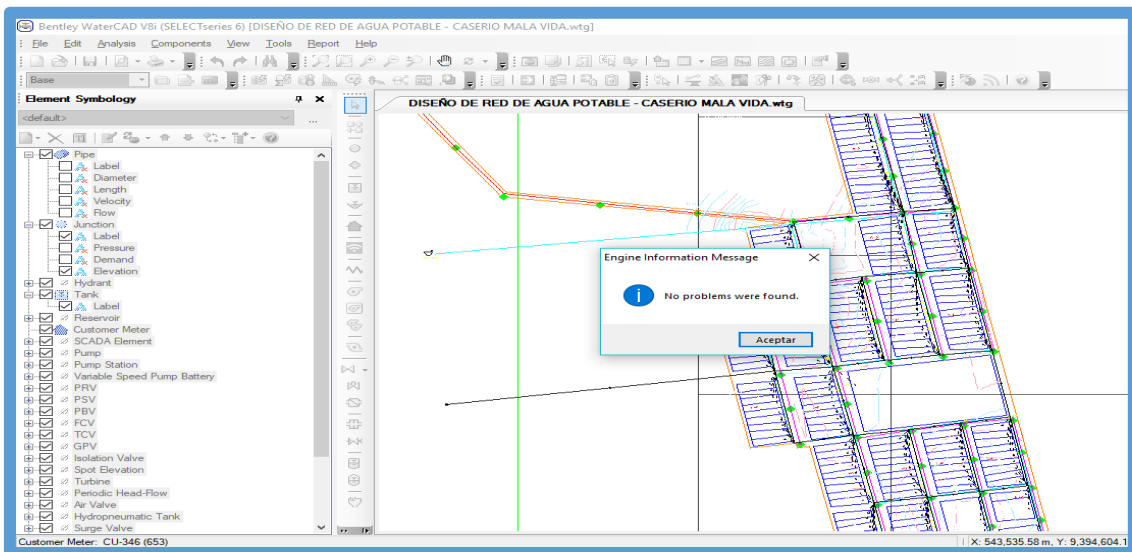 Bentley WaterCAD V8i (SELECTseries 6) [DISEÑO DE RED DE AGUA POTABLE - CASERIO MALA VIDA.wtg]
File Edit Analysis Components View Tools Report Help
Base
Element Symbology
DISEÑO DE RED DE AGUA POTABLE - CASERIO MALA VIDA.wtg
<default>
...
Pipe
Label
Diameter
Length
Velocity
Flow
Junction
Label
Pressure
Demand
Elevation
Hydrant
Tank
Label
Reservoir
Customer Meter
SCADA Element
Pump
Pump Station
Variable Speed Pump Battery
PRV
PSV
PBV
FCV
TCV
GPV
Isolation Valve
Spot Elevation
Turbine
Periodic Head-Flow
Air Valve
Hydropneumatic Tank
Surge Valve
Engine Information Message
No problems were found.
Aceptar
Customer Meter: CU-346 (653)
X: 543,535.58 m, Y: 9,394,604.1